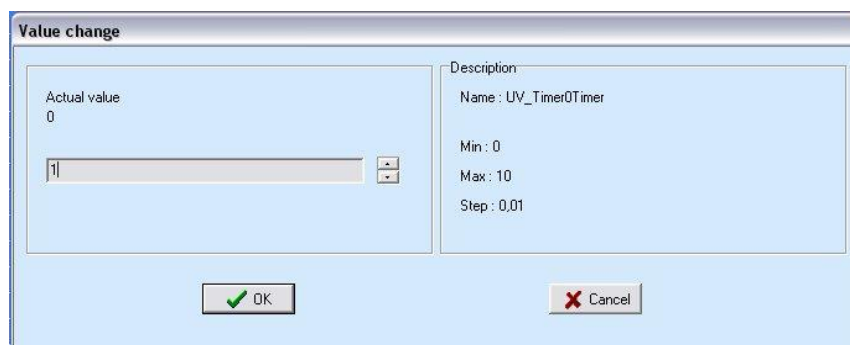 Value change
Actual value
0
1
Description
Name : UV_Timer0Timer
Min : 0
Max : 10
Step : 0,01
OK
Cancel